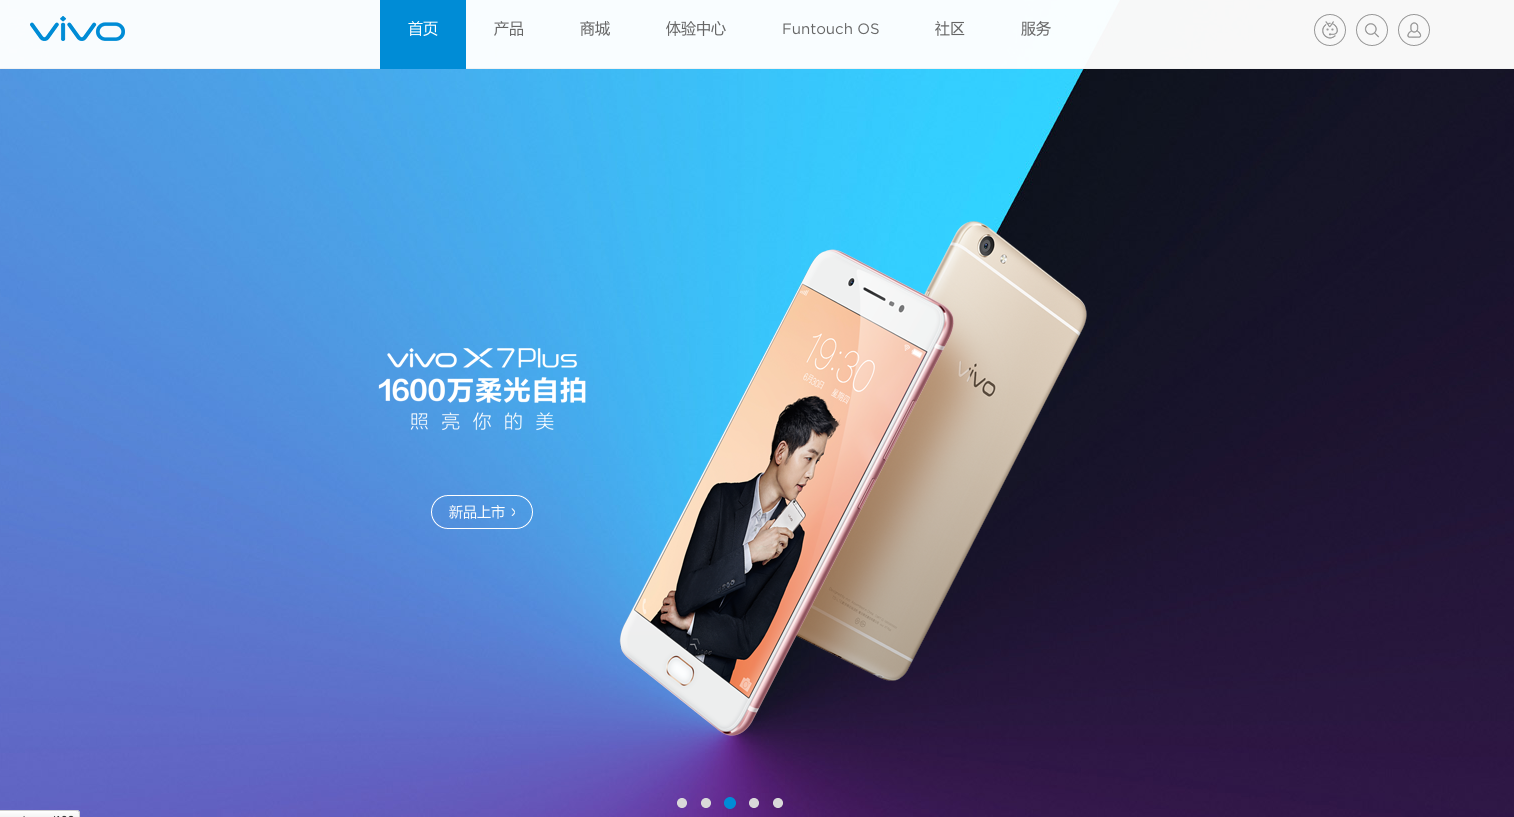 vivo
首页
产品
商城
体验中心
Funtouch OS
社区
服务
vivo X7Plus
1600万柔光自拍
照亮你的美
新品上市 ›
19:30
vivo